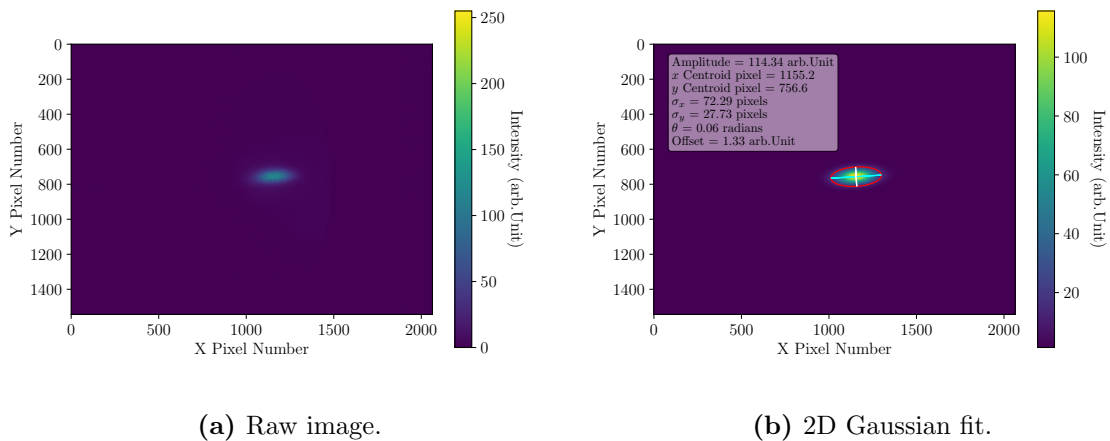 0
200
400
600
800
1000
1200
1400
Y Pixel Number
0
500
1000
1500
2000
X Pixel Number
250
200
150
100
50
0
Intensity (arb.Unit)
(a) Raw image.
0
200
400
600
800
1000
1200
1400
Y Pixel Number
Amplitude = 114.34 arb.Unit
x Centroid pixel = 1155.2
y Centroid pixel = 756.6
σx = 72.29 pixels
σy = 27.73 pixels
θ = 0.06 radians
Offset = 1.33 arb.Unit
0
500
1000
1500
2000
X Pixel Number
100
80
60
40
20
Intensity (arb.Unit)
(b) 2D Gaussian fit.